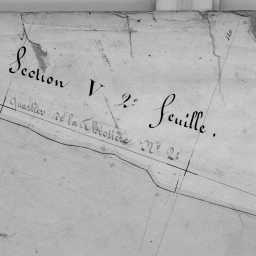 Section V 2e Feuille.
Quartier de la N° 2